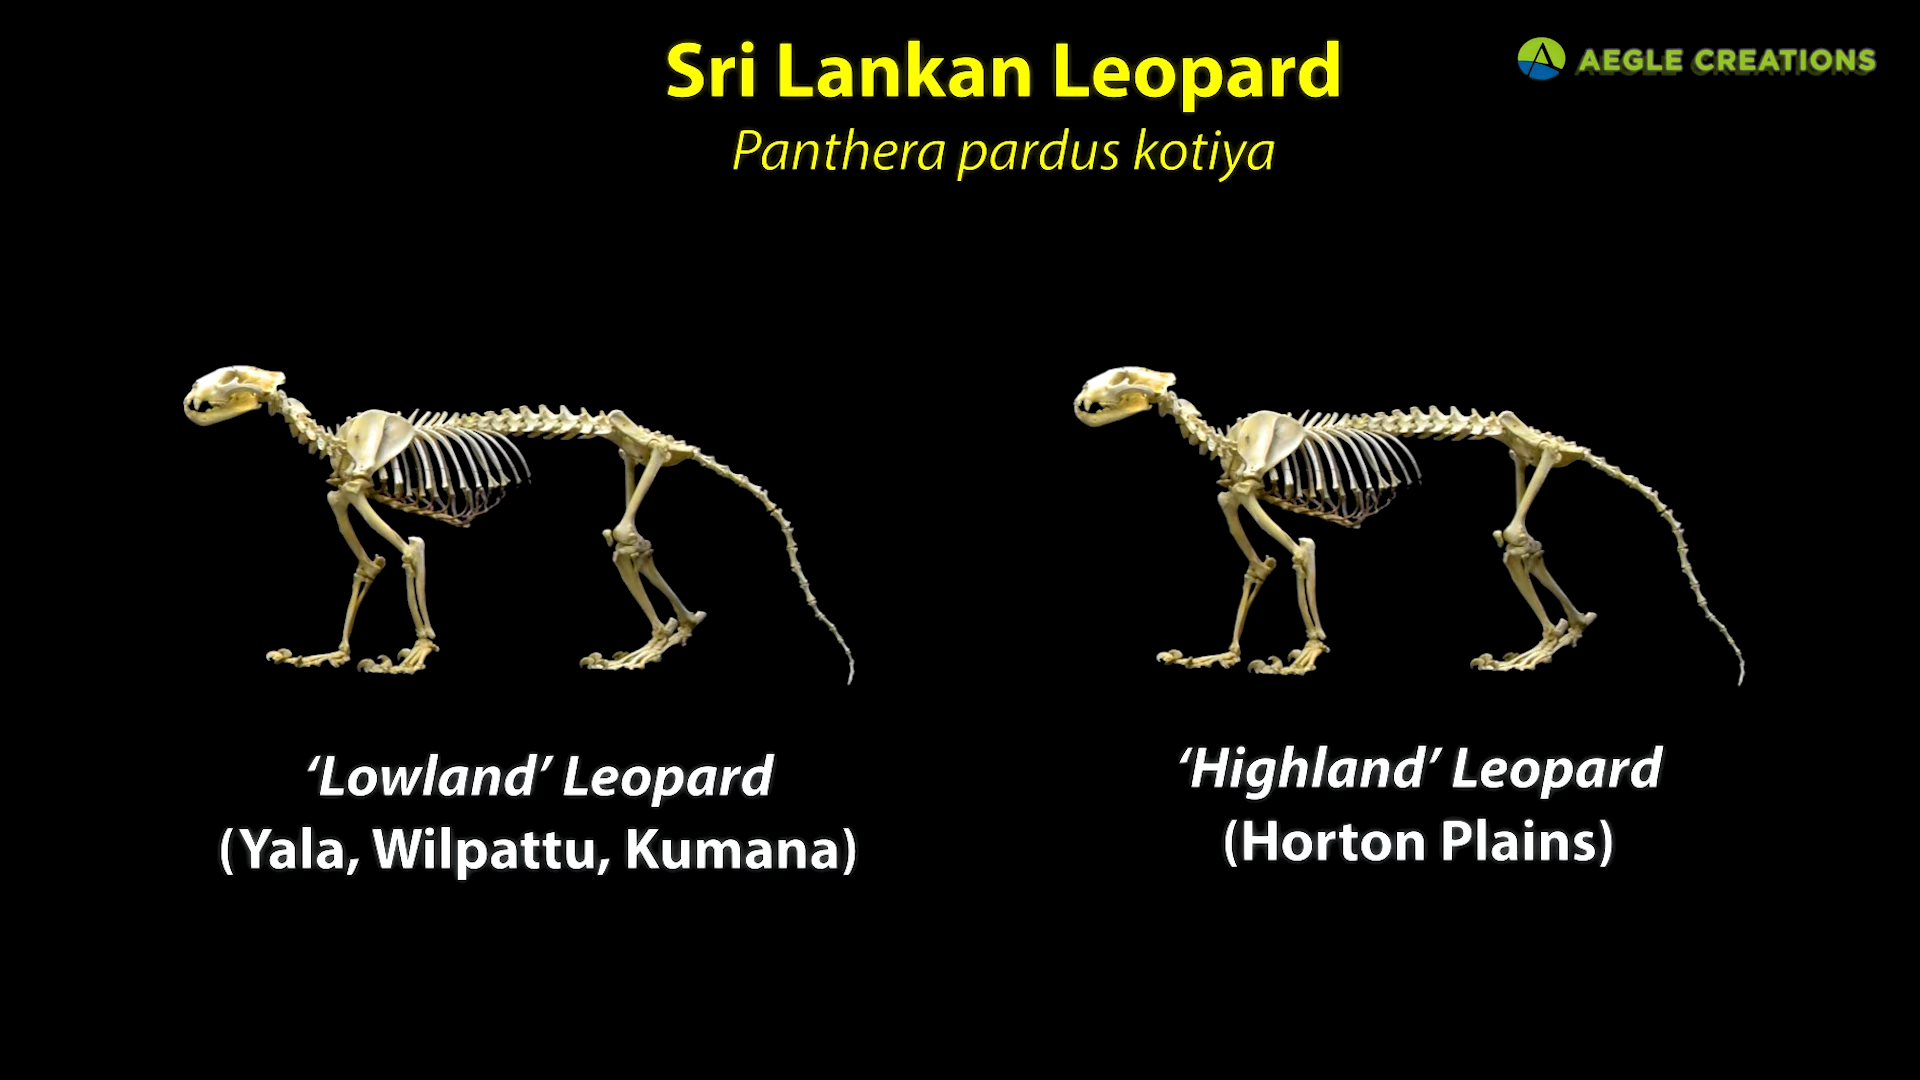 Sri Lankan Leopard
Panthera pardus kotiya
AEGLE CREATIONS
‘Lowland’ Leopard
(Yala, Wilpattu, Kumana)
‘Highland’ Leopard
(Horton Plains)